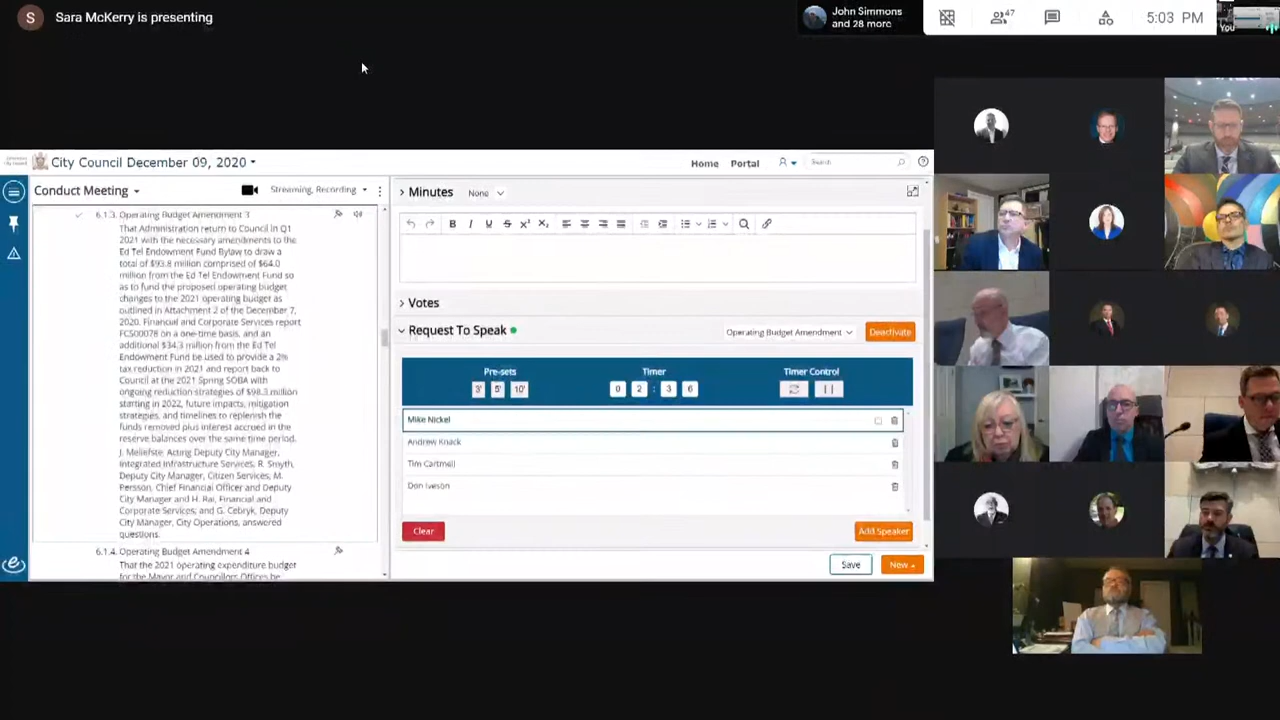 S Sara McKerry is presenting
John Simmons
and 28 more
47
5:03 PM
You
City Council December 09, 2020
Home Portal Search
Conduct Meeting
Streaming, Recording
6.1.3. Operating Budget Amendment 3
That Administration return to Council in Q1
2021 with the necessary amendments to the
Ed Tel Endowment Fund Bylaw to draw a
total of $93.8 million comprised of $64.0
million from the Ed Tel Endowment Fund so
as to fund the proposed operating budget
changes to the 2021 operating budget as
outlined in Attachment 2 of the December 7,
2020, Financial and Corporate Services report
FCS00078 on a one-time basis, and an
additional $34.3 million from the Ed Tel
Endowment Fund be used to provide a 2%
tax reduction in 2021 and report back to
Council at the 2021 Spring SOBA with
ongoing reduction strategies of $98.3 million
starting in 2022, future impacts, mitigation
strategies, and timelines to replenish the
funds removed plus interest accrued in the
reserve balances over the same time period.
J. Meliefste, Acting Deputy City Manager,
Integrated Infrastructure Services, R. Smyth,
Deputy City Manager, Citizen Services, M.
Persson, Chief Financial Officer and Deputy
City Manager and H. Rai, Financial and
Corporate Services; and G. Cebryk, Deputy
City Manager, City Operations, answered
questions.
6.1.4. Operating Budget Amendment 4
That the 2021 operating expenditure budget
for the Mayor and Councillors Offices be
Minutes None
B I U S X² X₂
Votes
Request To Speak
Operating Budget Amendment
Deactivate
Pre-sets Timer Timer Control
3' 5' 10' 0 2 : 3 6
Mike Nickel
Andrew Knack
Tim Cartmell
Don Iveson
Clear
Add Speaker
Save
New